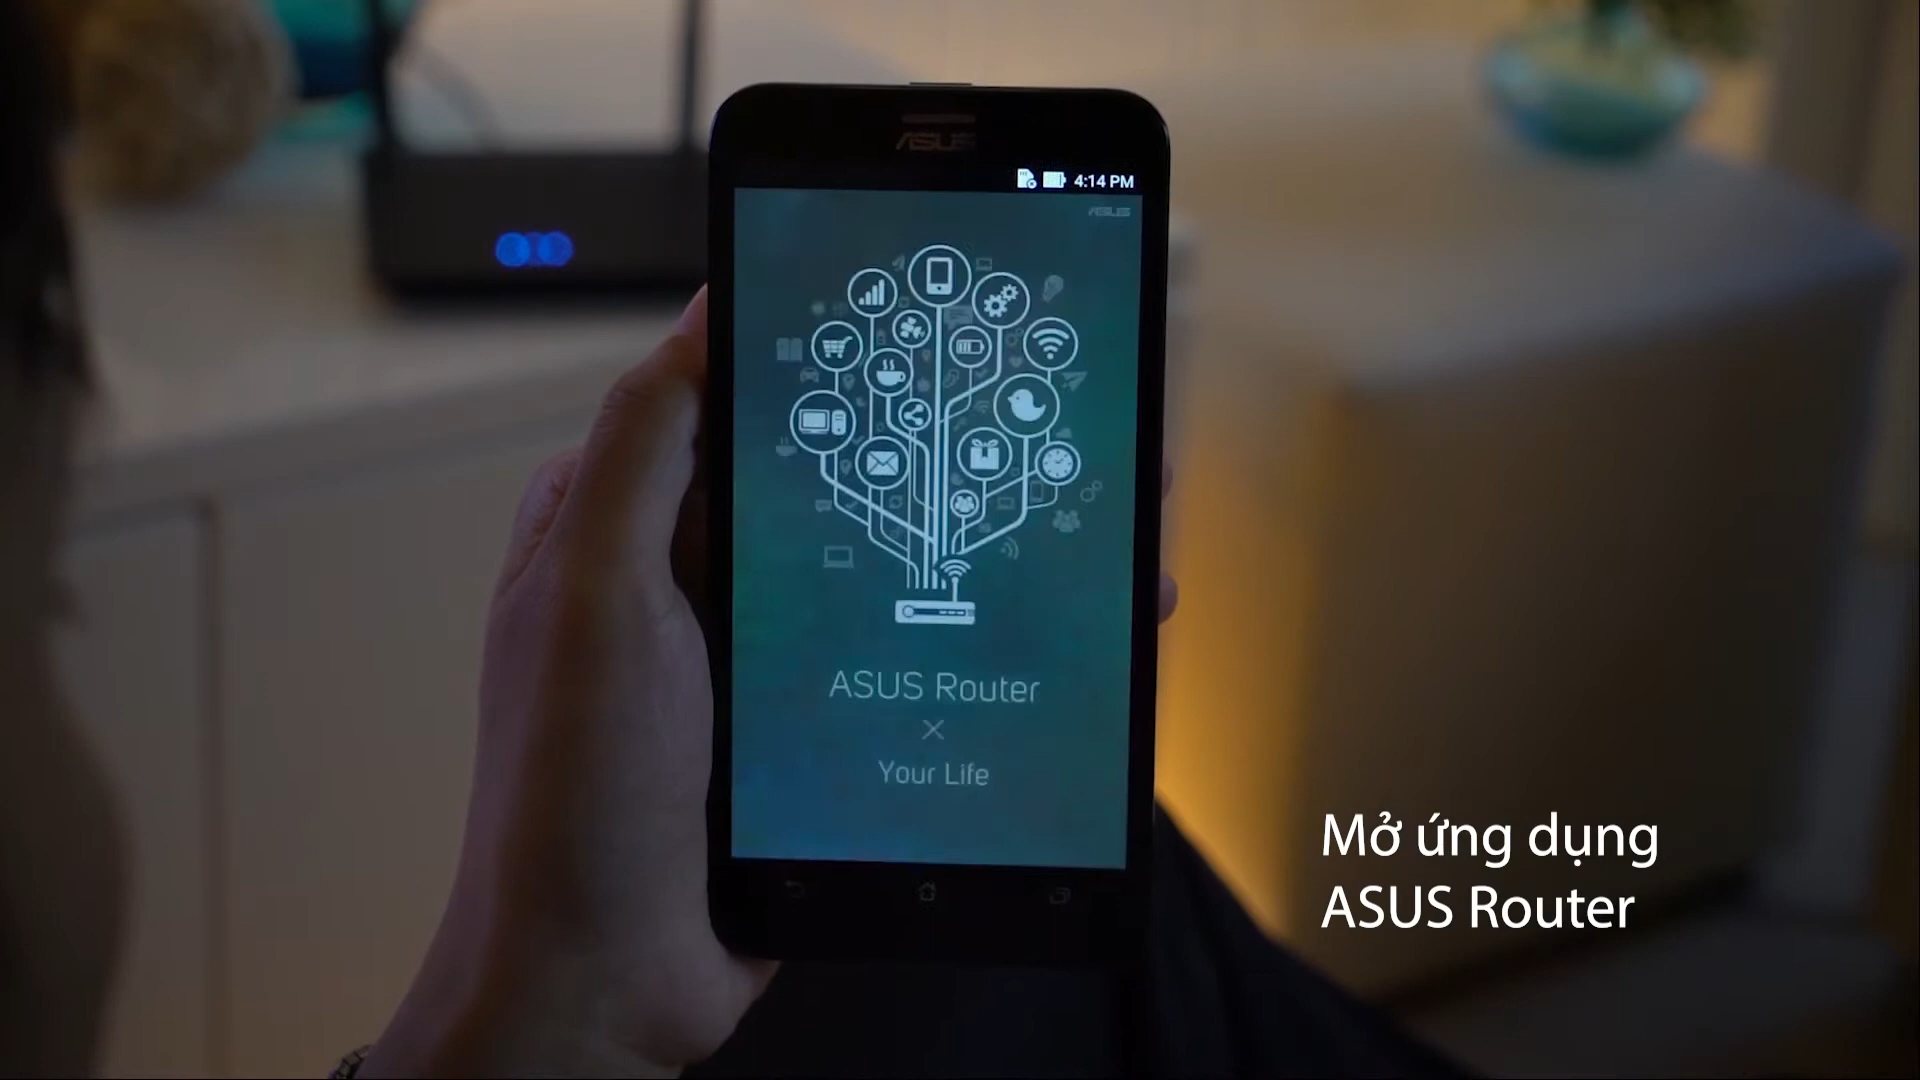 ASUS
4:14 PM
ASUS
ASUS Router
×
Your Life
Mở ứng dụng
ASUS Router